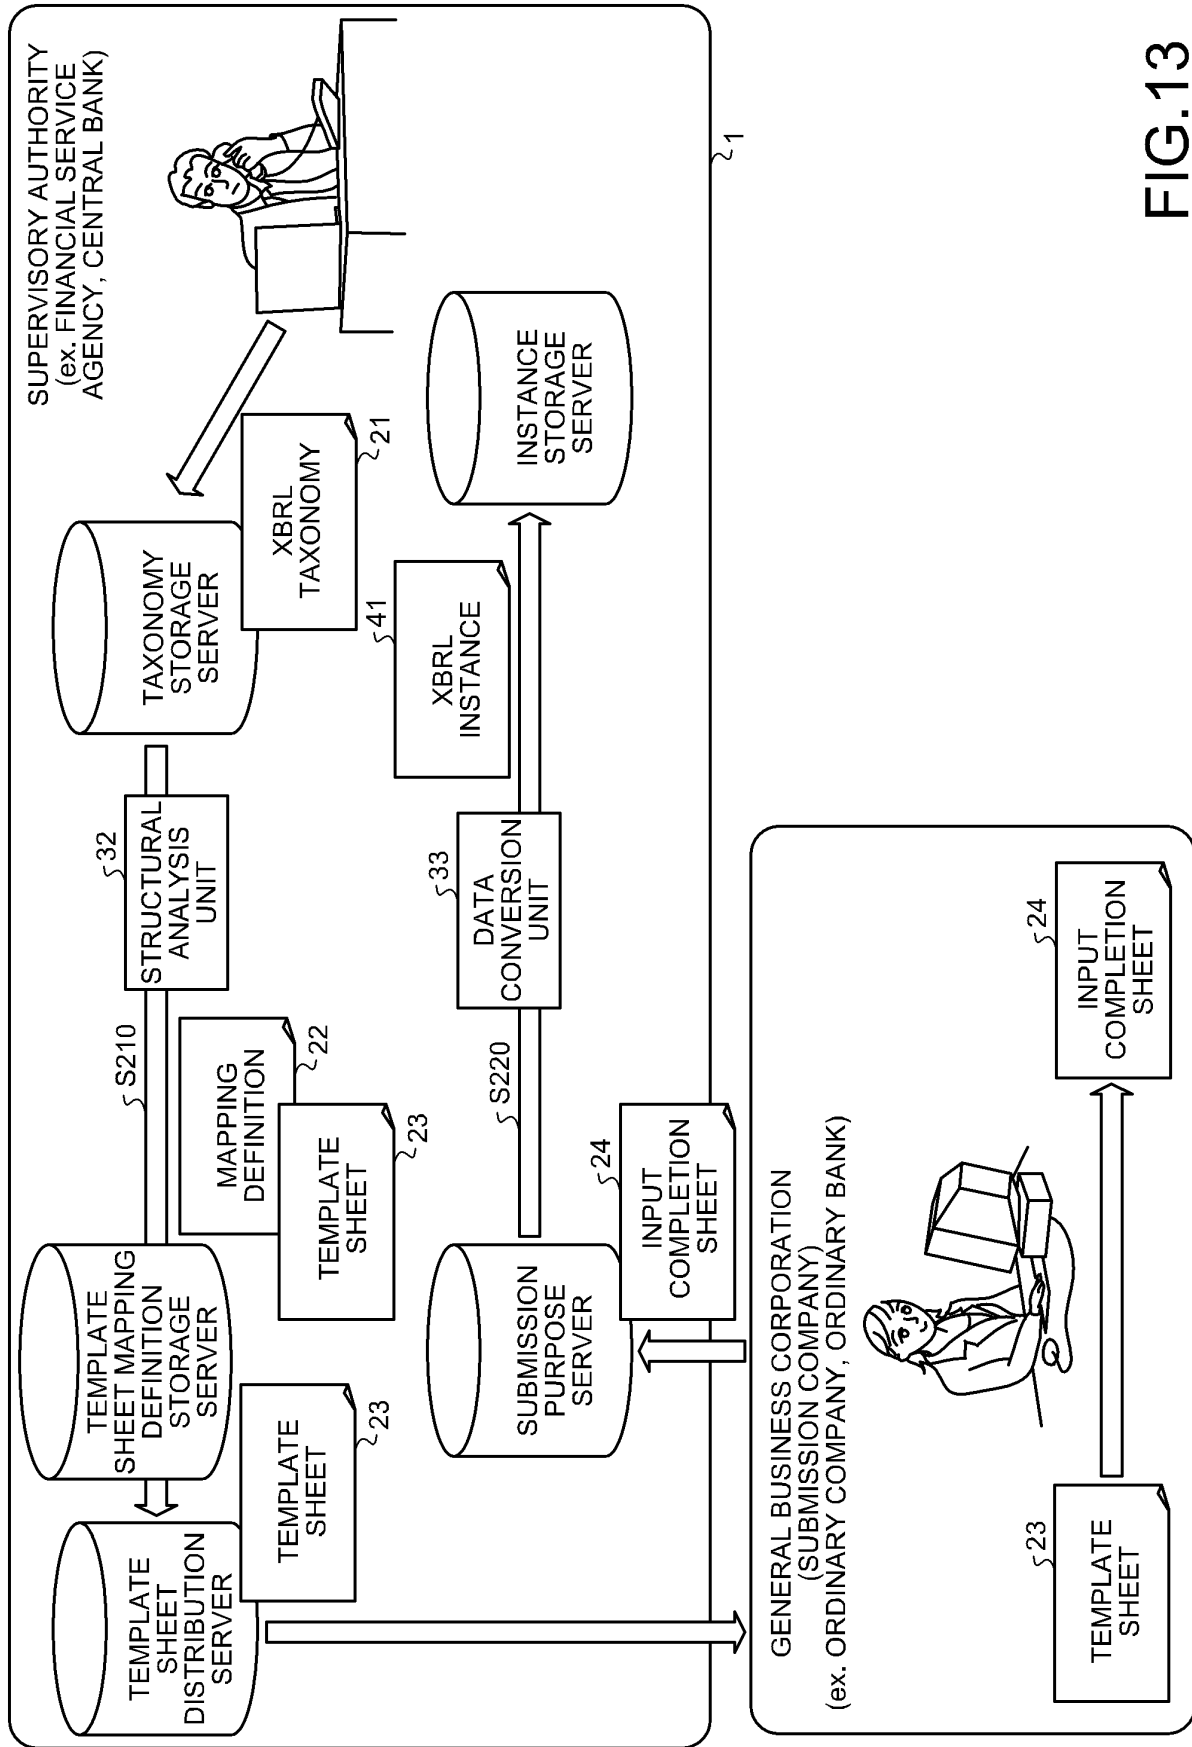 SUPERVISORY AUTHORITY
(ex. FINANCIAL SERVICE
AGENCY, CENTRAL BANK)
TEMPLATE
SHEET
DISTRIBUTION
SERVER
TEMPLATE
SHEET
23
TEMPLATE
SHEET MAPPING
DEFINITION
STORAGE
SERVER
S210
MAPPING
DEFINITION
22
TEMPLATE
SHEET
23
32
STRUCTURAL
ANALYSIS
UNIT
TAXONOMY
STORAGE
SERVER
XBRL
TAXONOMY
21
SUBMISSION
PURPOSE
SERVER
24
INPUT
COMPLETION
SHEET
S220
33
DATA
CONVERSION
UNIT
41
XBRL
INSTANCE
INSTANCE
STORAGE
SERVER
1
GENERAL BUSINESS CORPORATION
(SUBMISSION COMPANY)
(ex. ORDINARY COMPANY, ORDINARY BANK)
23
TEMPLATE
SHEET
24
INPUT
COMPLETION
SHEET
FIG.13